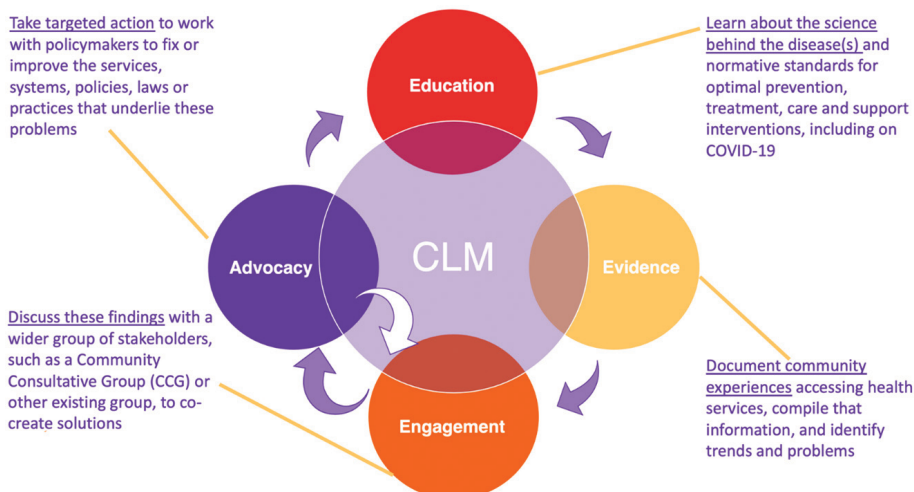 Take targeted action to work
with policymakers to fix or
improve the services,
systems, policies, laws or
practices that underlie these
problems
Education
Learn about the science
behind the disease(s) and
normative standards for
optimal prevention,
treatment, care and support
interventions, including on
COVID-19
Advocacy
CLM
Evidence
Discuss these findings with a
wider group of stakeholders,
such as a Community
Consultative Group (CCG) or
other existing group, to co-
create solutions
Engagement
Document community
experiences accessing health
services, compile that
information, and identify
trends and problems